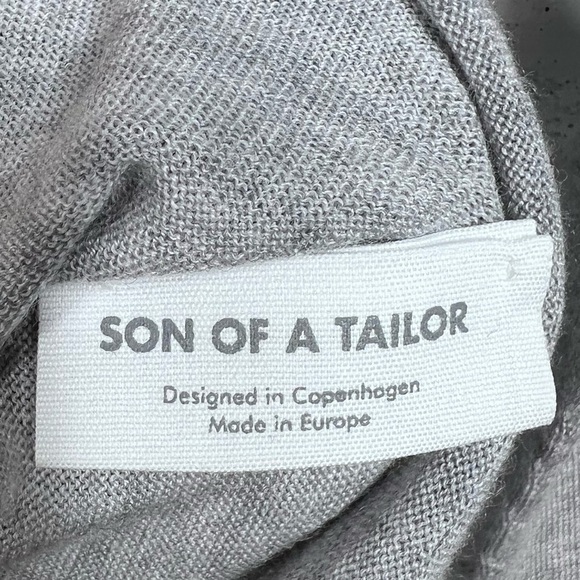 SON OF A TAILOR
Designed in Copenhagen
Made in Europe